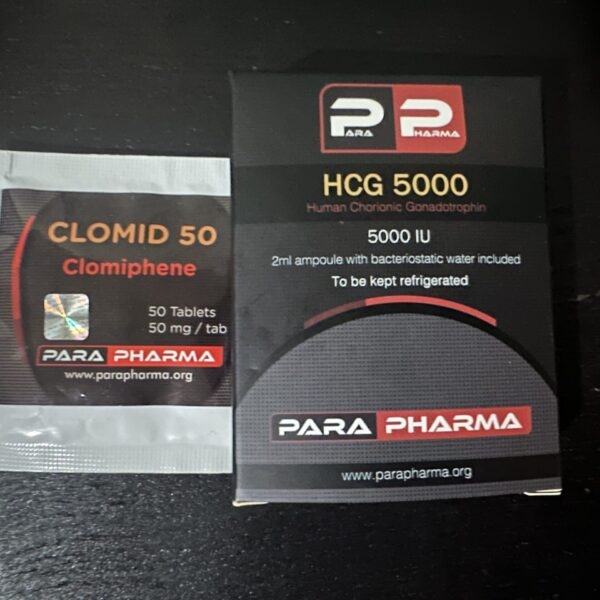 CLOMID 50
Clomiphene
50 Tablets
50 mg / tab
PARA PHARMA
www.parapharma.org
PARA PHARMA
HCG 5000
Human Chorionic Gonadotrophin
5000 IU
2ml ampoule with bacteriostatic water included
To be kept refrigerated
PARA PHARMA
www.parapharma.org